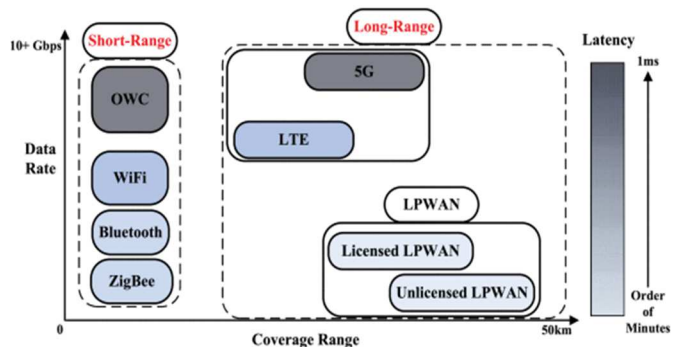 10+ Gbps
Short-Range
Long-Range
Latency
1ms
OWC
5G
Data
Rate
LTE
WiFi
LPWAN
Bluetooth
Licensed LPWAN
ZigBee
Unlicensed LPWAN
Order
of
Minutes
0
Coverage Range
50km